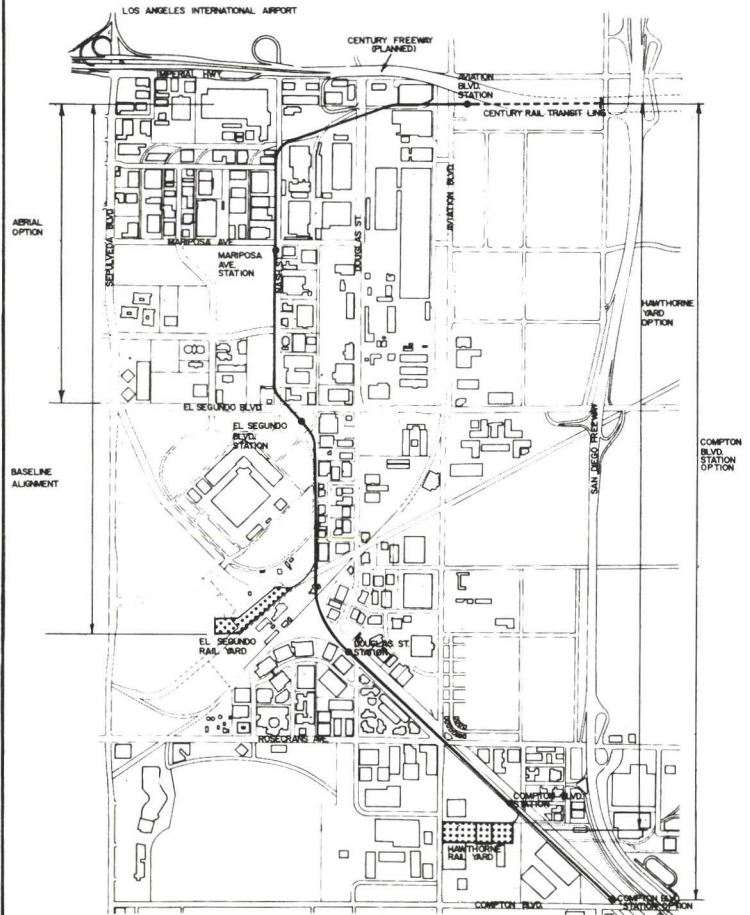 LOS ANGELES INTERNATIONAL AIRPORT
CENTURY FREEWAY
(PLANNED)
IMPERIAL HWY.
AVIATION
BLVD.
STATION
CENTURY RAIL TRANSIT LINE
AERIAL
OPTION
SEPULVEDA BLVD.
MARIPOSA AVE.
MARIPOSA
AVE.
STATION
NASH ST.
DOUGLAS ST.
AVIATION BLVD.
HAWTHORNE
YARD
OPTION
EL SEGUNDO BLVD.
EL SEGUNDO
BLVD.
STATION
SAN DIEGO FREEWAY
COMPTON
BLVD.
STATION
OPTION
BASELINE
ALIGNMENT
EL SEGUNDO
RAIL YARD
DOUGLAS ST.
STATION
ROSECRANS AVE.
COMPTON BLVD.
STATION
HAWTHORNE
RAIL YARD
COMPTON BLVD.
COMPTON BLVD.
STATION OPTION